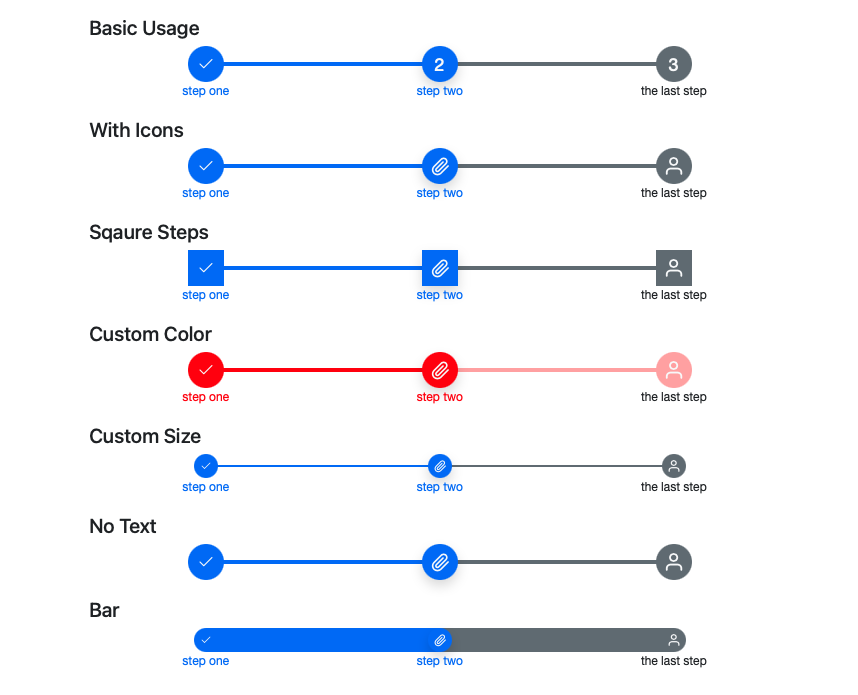 Basic Usage
2 3
step one step two the last step
With Icons
step one step two the last step
Sqaure Steps
step one step two the last step
Custom Color
step one step two the last step
Custom Size
step one step two the last step
No Text
Bar
step one step two the last step